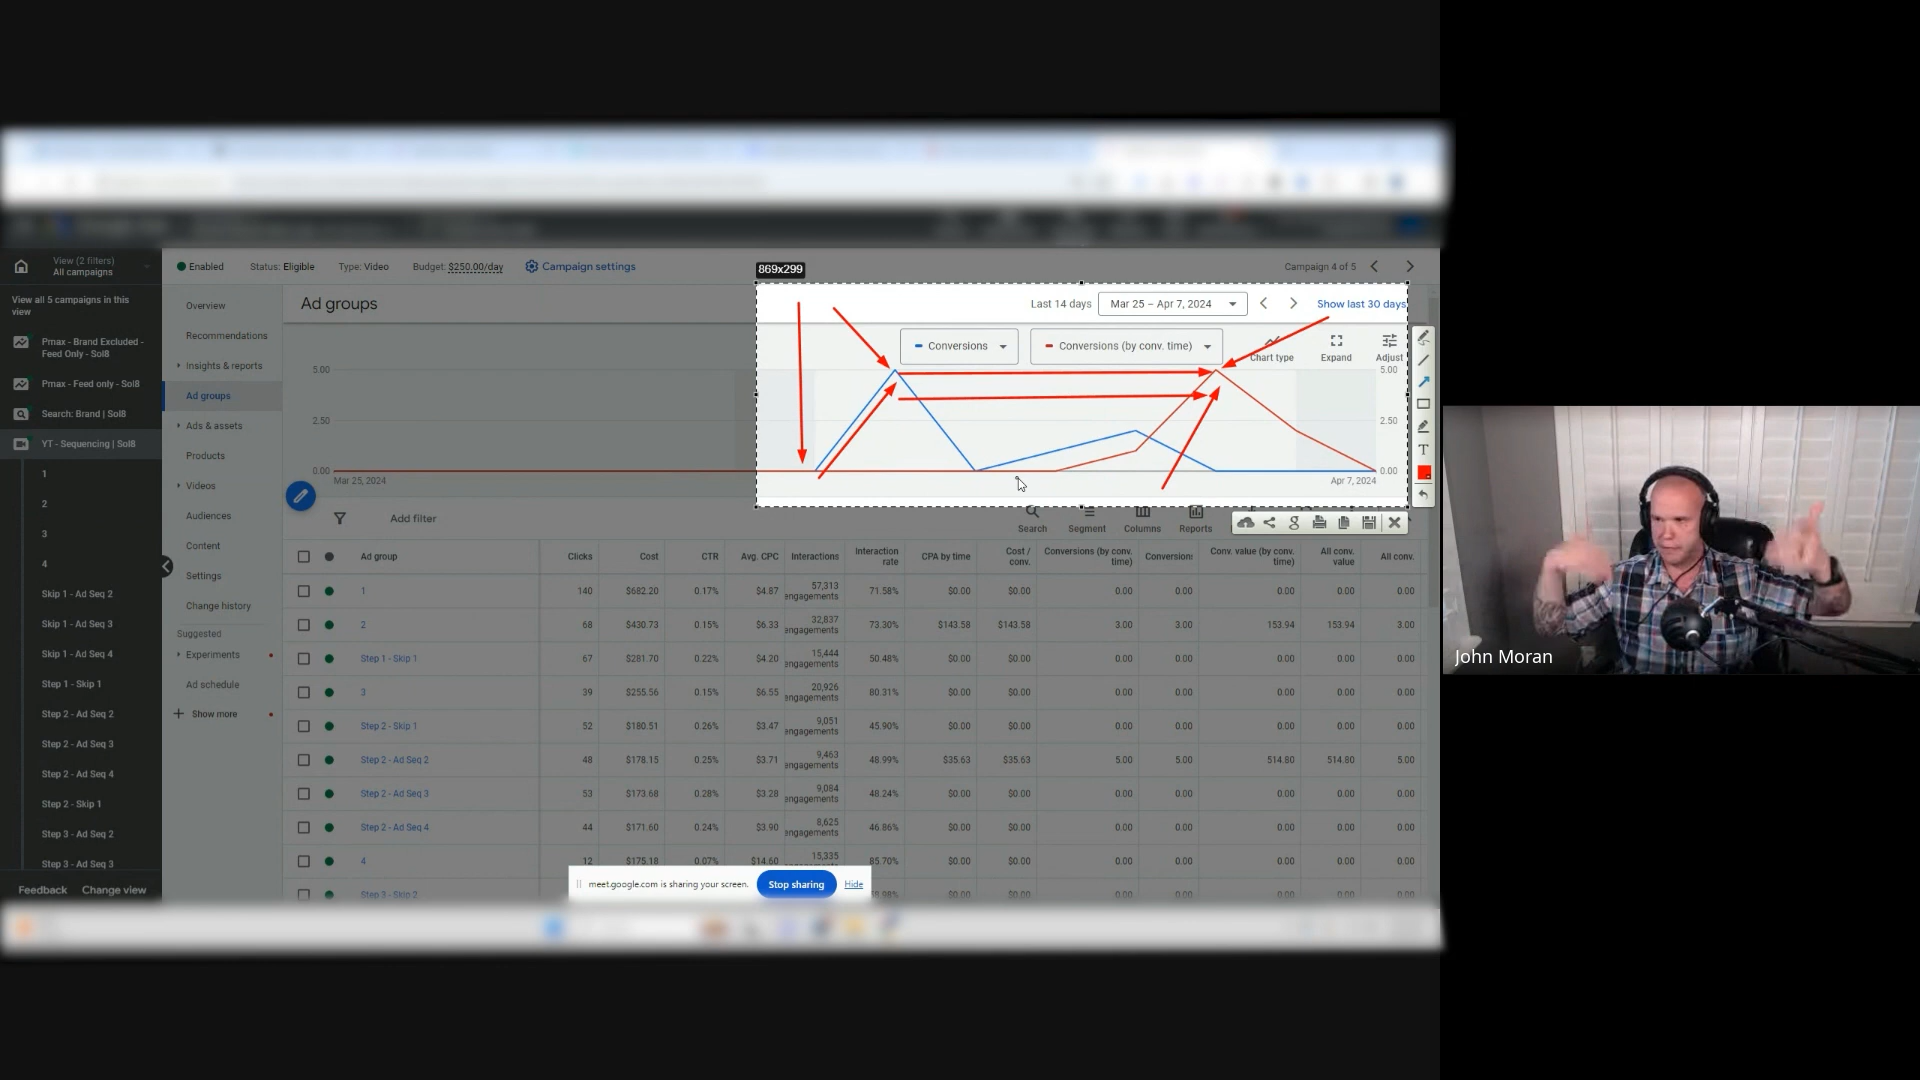 View (2 filters)
All campaigns
View all 5 campaigns in this
view
Pmax - Brand Excluded -
Feed Only - Sol8
Pmax - Feed only - Sol8
Search: Brand | Sol8
YT - Sequencing | Sol8
1
2
3
4
Skip 1 - Ad Seq 2
Skip 1 - Ad Seq 3
Skip 1 - Ad Seq 4
Step 1 - Skip 1
Step 2 - Ad Seq 2
Step 2 - Ad Seq 3
Step 2 - Ad Seq 4
Step 2 - Skip 1
Step 3 - Ad Seq 2
Step 3 - Ad Seq 3
Feedback Change view
Enabled Status: Eligible Type: Video Budget: $250.00/day Campaign settings Campaign 4 of 5
Overview
Recommendations
Insights & reports
Ad groups
Ads & assets
Products
Videos
Audiences
Content
Settings
Change history
Suggested
Experiments
Ad schedule
Show more
Ad groups
869x299
Last 14 days Mar 25 – Apr 7, 2024 Show last 30 days
Conversions Conversions (by conv. time) Chart type Expand Adjust
5.00 5.00
2.50 2.50
0.00 0.00
Mar 25, 2024 Apr 7, 2024
Add filter Search Segment Columns Reports
Ad group Clicks Cost CTR Avg. CPC Interactions Interaction rate CPA by time Cost / conv. Conversions (by conv. time) Conversions Conv. value (by conv. time) All conv. value All conv.
1 140 $682.20 0.17% $4.87 57,313 engagements 71.58% $0.00 $0.00 0.00 0.00 0.00 0.00 0.00
2 68 $430.73 0.15% $6.33 32,837 engagements 73.30% $143.58 $143.58 3.00 3.00 153.94 153.94 3.00
Step 1 - Skip 1 67 $281.70 0.22% $4.20 15,444 engagements 50.48% $0.00 $0.00 0.00 0.00 0.00 0.00 0.00
3 39 $255.56 0.15% $6.55 20,926 engagements 80.31% $0.00 $0.00 0.00 0.00 0.00 0.00 0.00
Step 2 - Skip 1 52 $180.51 0.26% $3.47 9,051 engagements 45.90% $0.00 $0.00 0.00 0.00 0.00 0.00 0.00
Step 2 - Ad Seq 2 48 $178.15 0.25% $3.71 9,463 engagements 48.99% $35.63 $35.63 5.00 5.00 514.80 514.80 5.00
Step 2 - Ad Seq 3 53 $173.68 0.28% $3.28 9,084 engagements 48.24% $0.00 $0.00 0.00 0.00 0.00 0.00 0.00
Step 2 - Ad Seq 4 44 $171.60 0.24% $3.90 8,625 engagements 46.86% $0.00 $0.00 0.00 0.00 0.00 0.00 0.00
4 12 $175.18 0.07% $14.60 15,335 85.70% $0.00 $0.00 0.00 0.00 0.00 0.00 0.00
Step 3 - Skip 2 $0.00 $0.00 0.00 0.00 0.00 0.00 0.00
meet.google.com is sharing your screen. Stop sharing Hide
T
John Moran